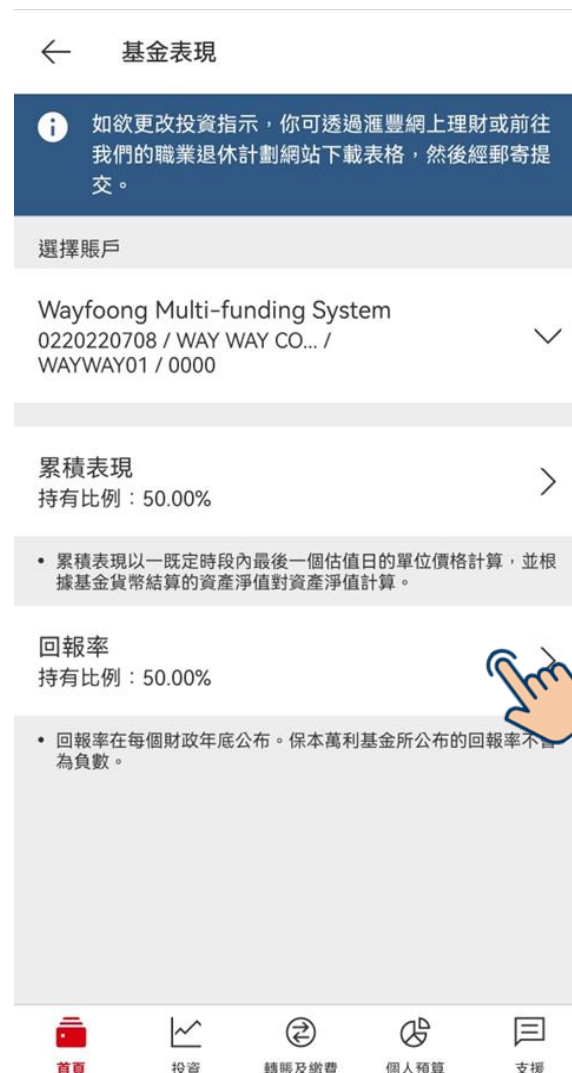 基金表現
如欲更改投資指示，你可透過滙豐網上理財或前往
我們的職業退休計劃網站下載表格，然後經郵寄提
交。
選擇賬戶
Wayfoong Multi-funding System
0220220708 / WAY WAY CO... /
WAYWAY01 / 0000
累積表現
持有比例：50.00%
• 累積表現以一既定時段內最後一個估值日的單位價格計算，並根
據基金貨幣結算的資產淨值對資產淨值計算。
回報率
持有比例：50.00%
• 回報率在每個財政年底公布。保本萬利基金所公布的回報率不會
為負數。
首頁
投資
轉賬及繳費
個人預算
支援